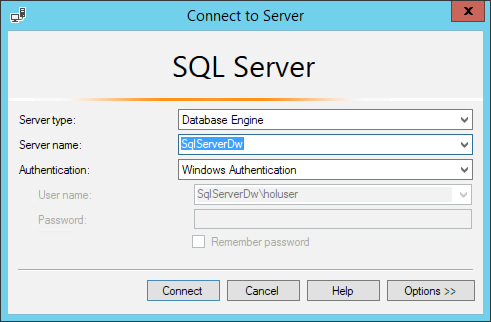 Connect to Server
x
SQL Server
Server type: Database Engine
Server name: SqlServerDw
Authentication: Windows Authentication
User name: SqlServerDw\holuser
Password:
Remember password
Connect Cancel Help Options >>